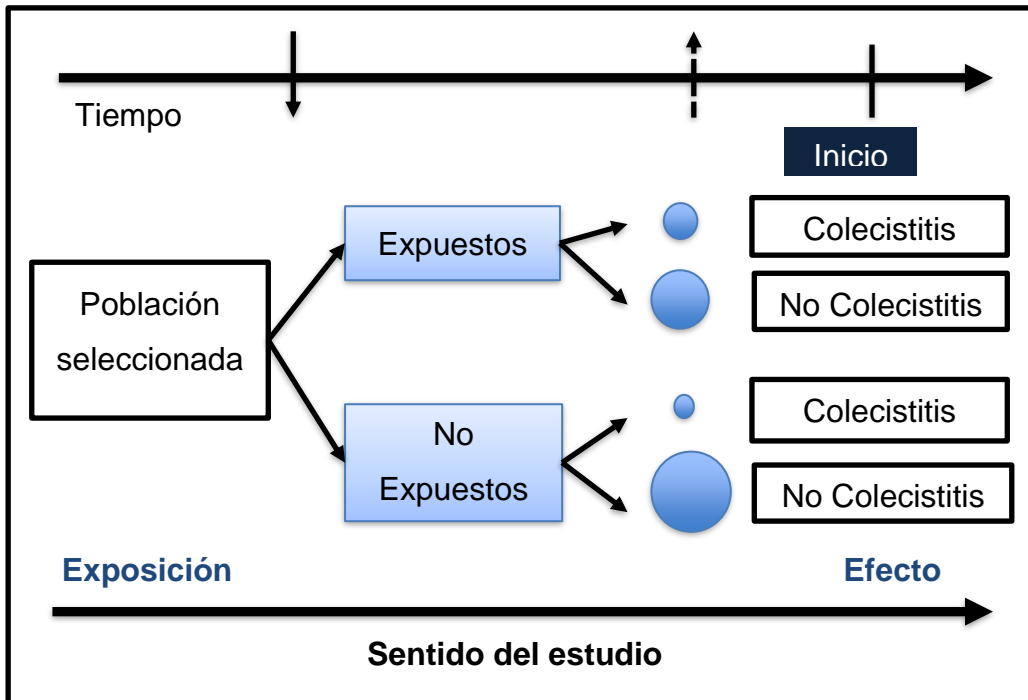 Tiempo
Inicio
Expuestos
Colecistitis
Población
seleccionada
No Colecistitis
No
Expuestos
Colecistitis
No Colecistitis
Exposición
Efecto
Sentido del estudio